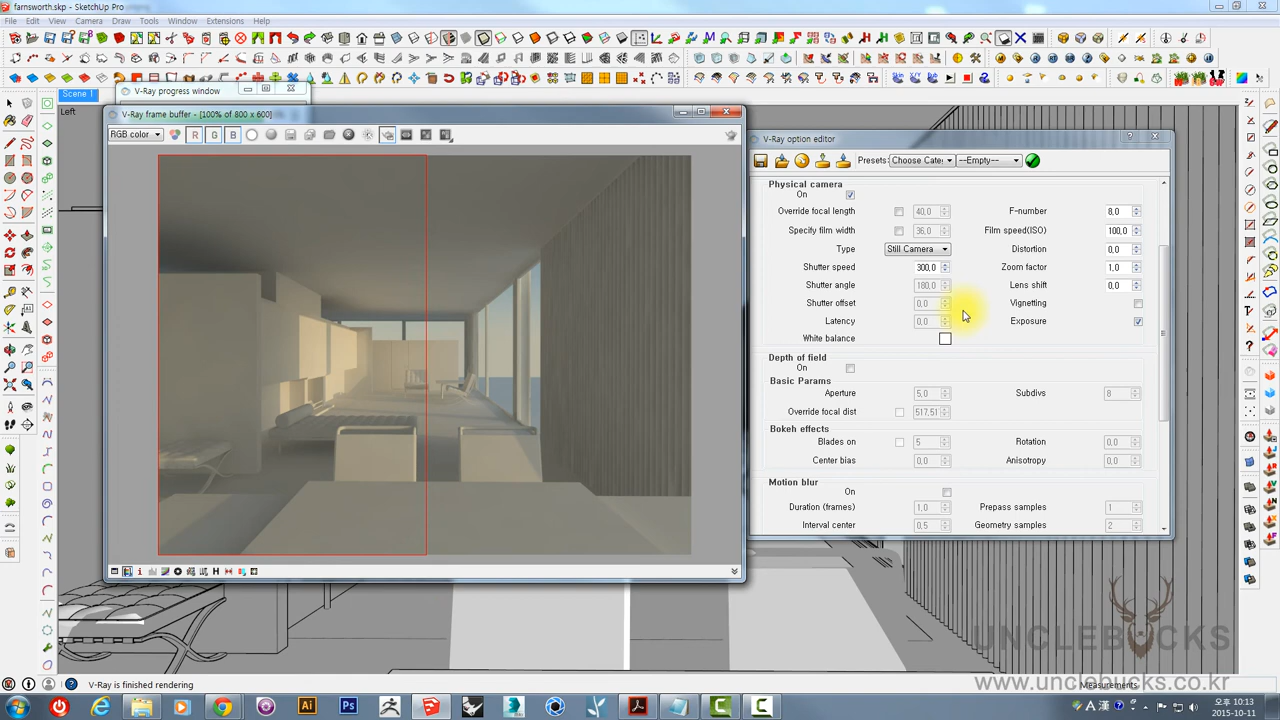 farnsworth.skp - SketchUp Pro
File Edit View Camera Draw Tools Window Extensions Help
Scene 1
Left
V-Ray progress window
V-Ray frame buffer - [100% of 800 x 600]
RGB color
R G B
V-Ray option editor
Presets: Choose Cate --Empty--
Physical camera
On
Override focal length 40,0 F-number 8,0
Specify film width 36,0 Film speed(ISO) 100,0
Type Still Camera Distortion 0,0
Shutter speed 300,0 Zoom factor 1,0
Shutter angle 180,0 Lens shift 0,0
Shutter offset 0,0 Vignetting
Latency 0,0 Exposure
White balance
Depth of field
On
Basic Params
Aperture 5,0 Subdivs 8
Override focal dist 517,51
Bokeh effects
Blades on 5 Rotation 0,0
Center bias 0,0 Anisotropy 0,0
Motion blur
On
Duration (frames) 1,0 Prepass samples 1
Interval center 0,5 Geometry samples 2
UNCLEBUCKS
www.unclebucks.co.kr
V-Ray is finished rendering
Measurements
Ai Ps
A 漢
오후 10:13
2015-10-11